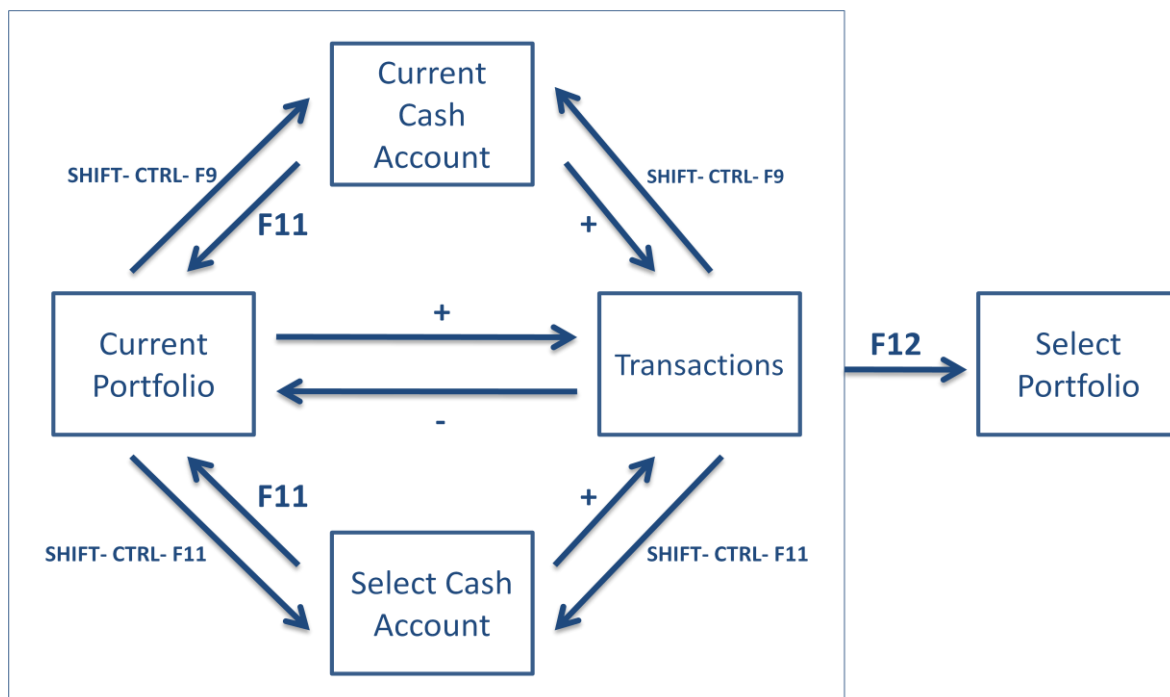 Current
Cash
Account
SHIFT- CTRL- F9
SHIFT- CTRL- F9
F11
+
+
Current
Portfolio
Transactions
F12
Select
Portfolio
-
F11
+
SHIFT- CTRL- F11
SHIFT- CTRL- F11
Select Cash
Account